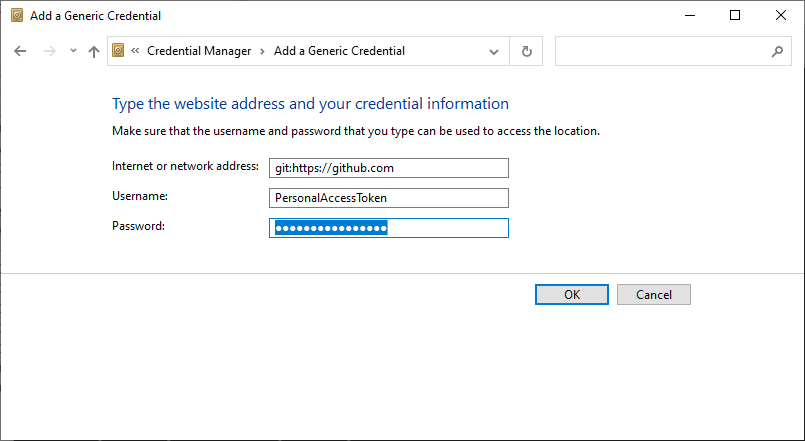 Add a Generic Credential
« Credential Manager > Add a Generic Credential
Type the website address and your credential information
Make sure that the username and password that you type can be used to access the location.
Internet or network address: git:https://github.com
Username: PersonalAccessToken
Password: ●●●●●●●●●●●●●●●●
OK Cancel